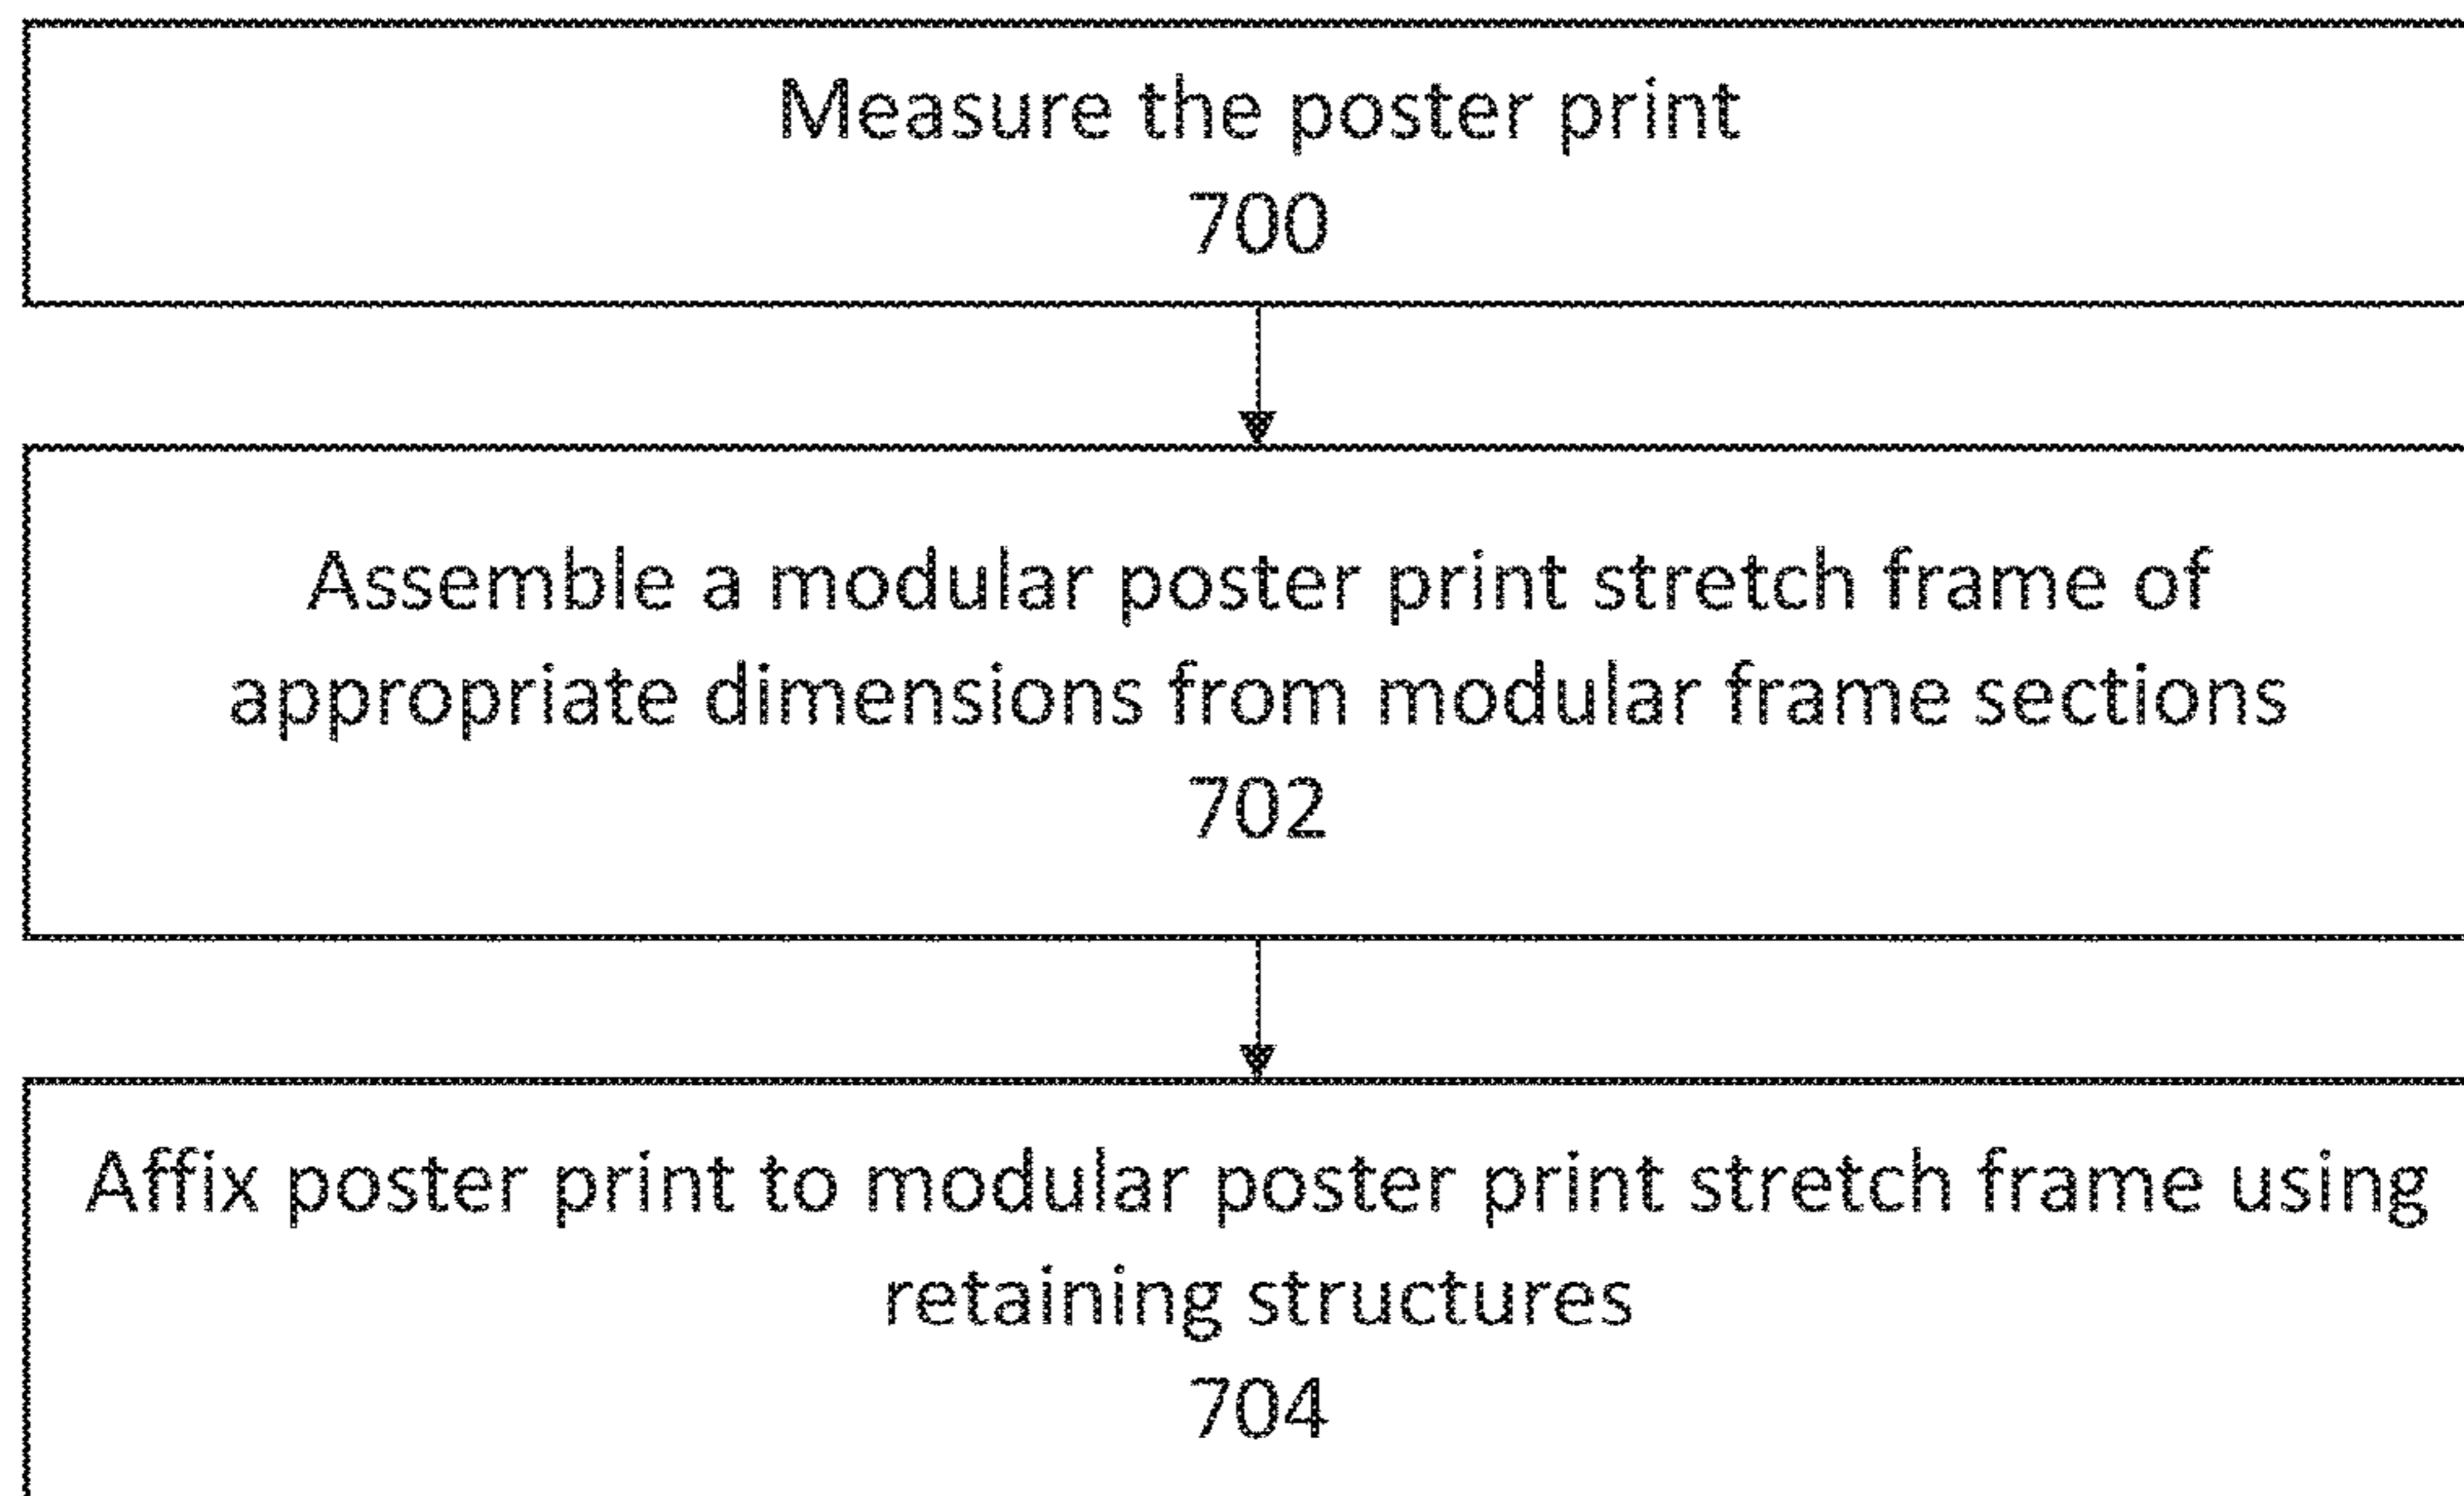 Measure the poster print
700
Assemble a modular poster print stretch frame of
appropriate dimensions from modular frame sections
702
Affix poster print to modular poster print stretch frame using
retaining structures
704